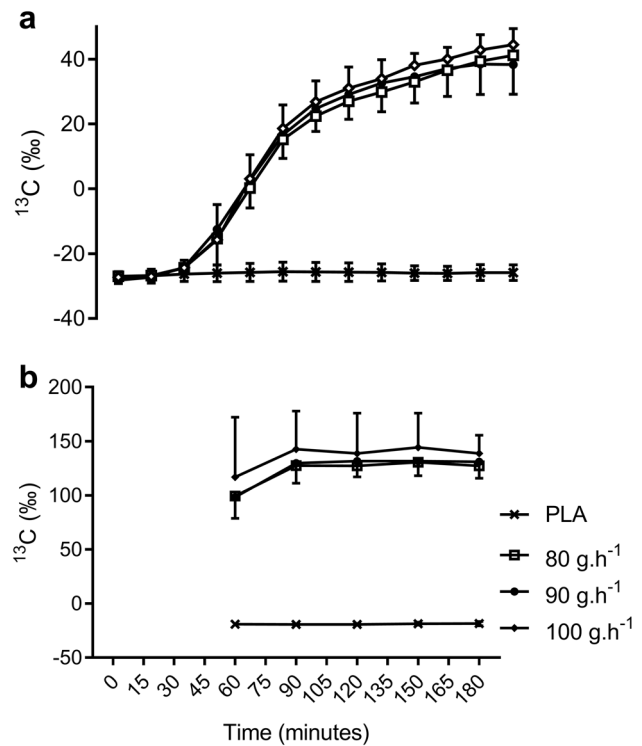 a
40
20
0
-20
-40
¹³C (‰)
b
200
150
100
50
0
-50
¹³C (‰)
PLA
80 g.h⁻¹
90 g.h⁻¹
100 g.h⁻¹
0 15 30 45 60 75 90 105 120 135 150 165 180
Time (minutes)